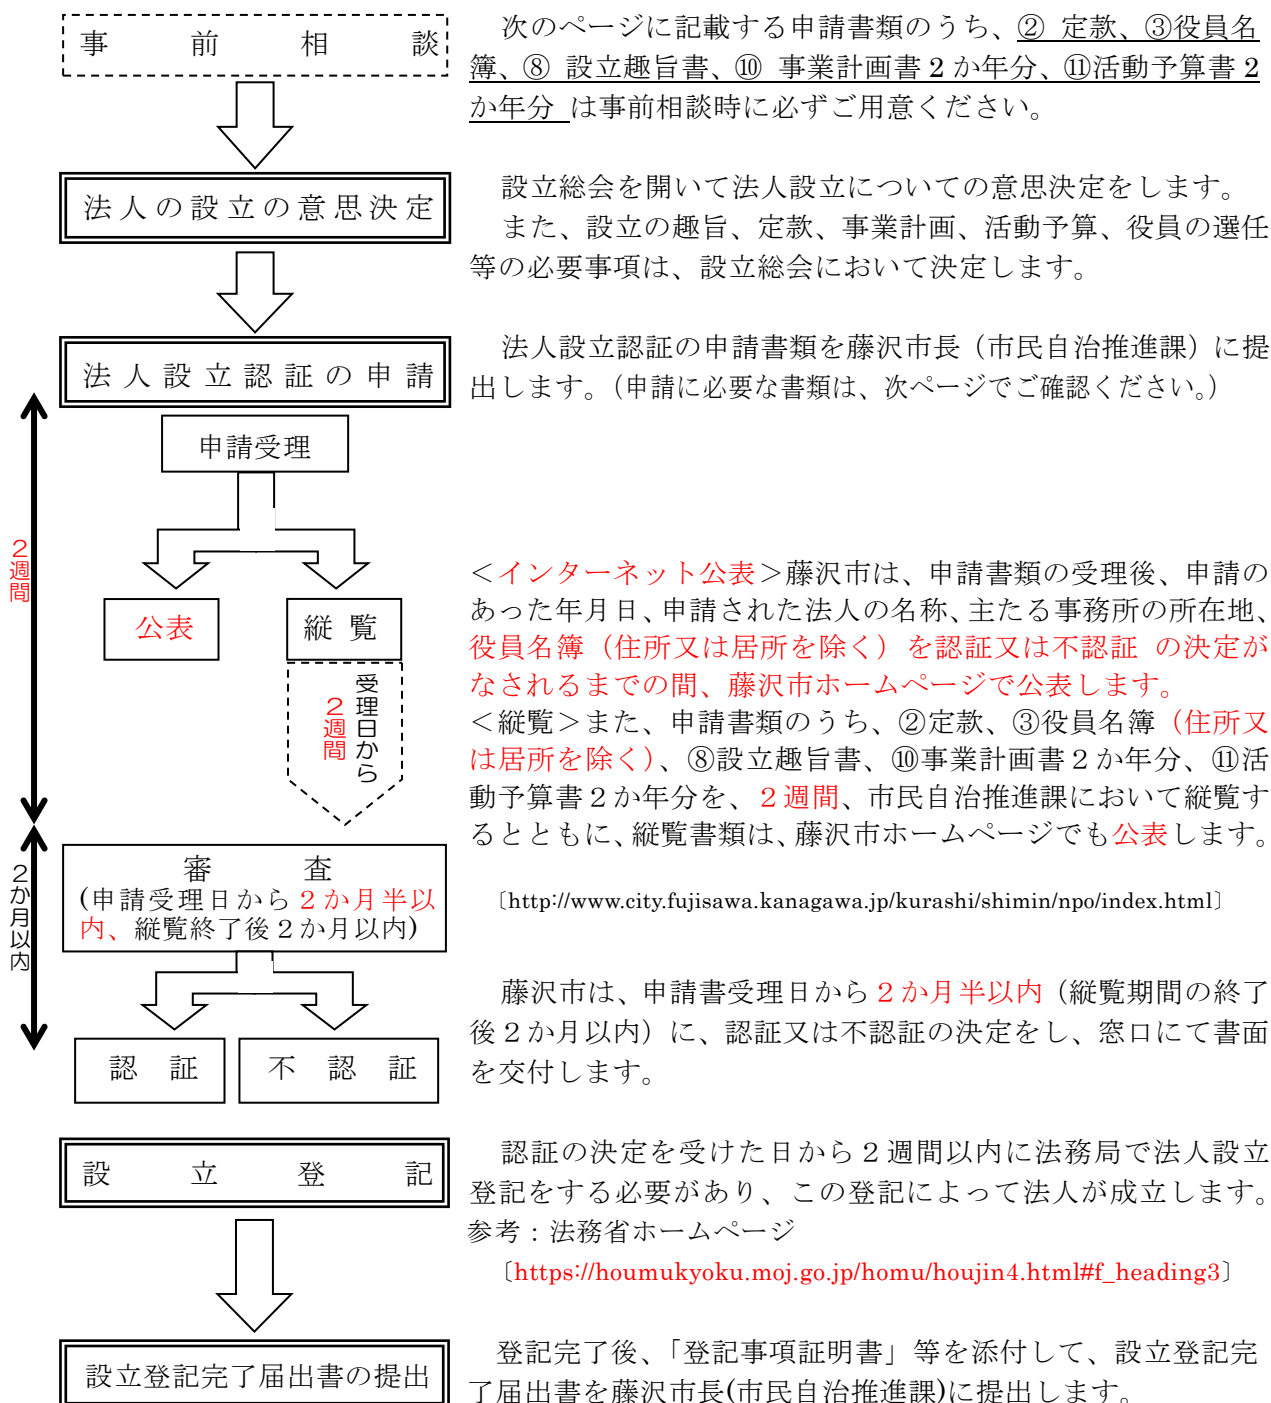 事前相談
次のページに記載する申請書類のうち、② 定款、③役員名
簿、⑧ 設立趣旨書、⑩ 事業計画書２か年分、⑪活動予算書２
か年分 は事前相談時に必ずご用意ください。
法人の設立の意思決定
設立総会を開いて法人設立についての意思決定をします。
また、設立の趣旨、定款、事業計画、活動予算、役員の選任
等の必要事項は、設立総会において決定します。
法人設立認証の申請
法人設立認証の申請書類を藤沢市長（市民自治推進課）に提
出します。（申請に必要な書類は、次ページでご確認ください。）
申請受理
２週間
公表
縦覧
受理日から
２週間
＜インターネット公表＞藤沢市は、申請書類の受理後、申請の
あった年月日、申請された法人の名称、主たる事務所の所在地、
役員名簿（住所又は居所を除く）を認証又は不認証 の決定が
なされるまでの間、藤沢市ホームページで公表します。
＜縦覧＞また、申請書類のうち、②定款、③役員名簿（住所又
は居所を除く）、⑧設立趣旨書、⑩事業計画書２か年分、⑪活
動予算書２か年分を、２週間、市民自治推進課において縦覧す
るとともに、縦覧書類は、藤沢市ホームページでも公表します。
〔http://www.city.fujisawa.kanagawa.jp/kurashi/shimin/npo/index.html〕
２か月以内
審査
(申請受理日から２か月半以
内、縦覧終了後２か月以内)
認証
不認証
藤沢市は、申請書受理日から２か月半以内（縦覧期間の終了
後２か月以内）に、認証又は不認証の決定をし、窓口にて書面
を交付します。
設立登記
認証の決定を受けた日から２週間以内に法務局で法人設立
登記をする必要があり、この登記によって法人が成立します。
参考：法務省ホームページ
〔https://houmukyoku.moj.go.jp/homu/houjin4.html#f_heading3〕
設立登記完了届出書の提出
登記完了後、「登記事項証明書」等を添付して、設立登記完
了届出書を藤沢市長(市民自治推進課)に提出します。